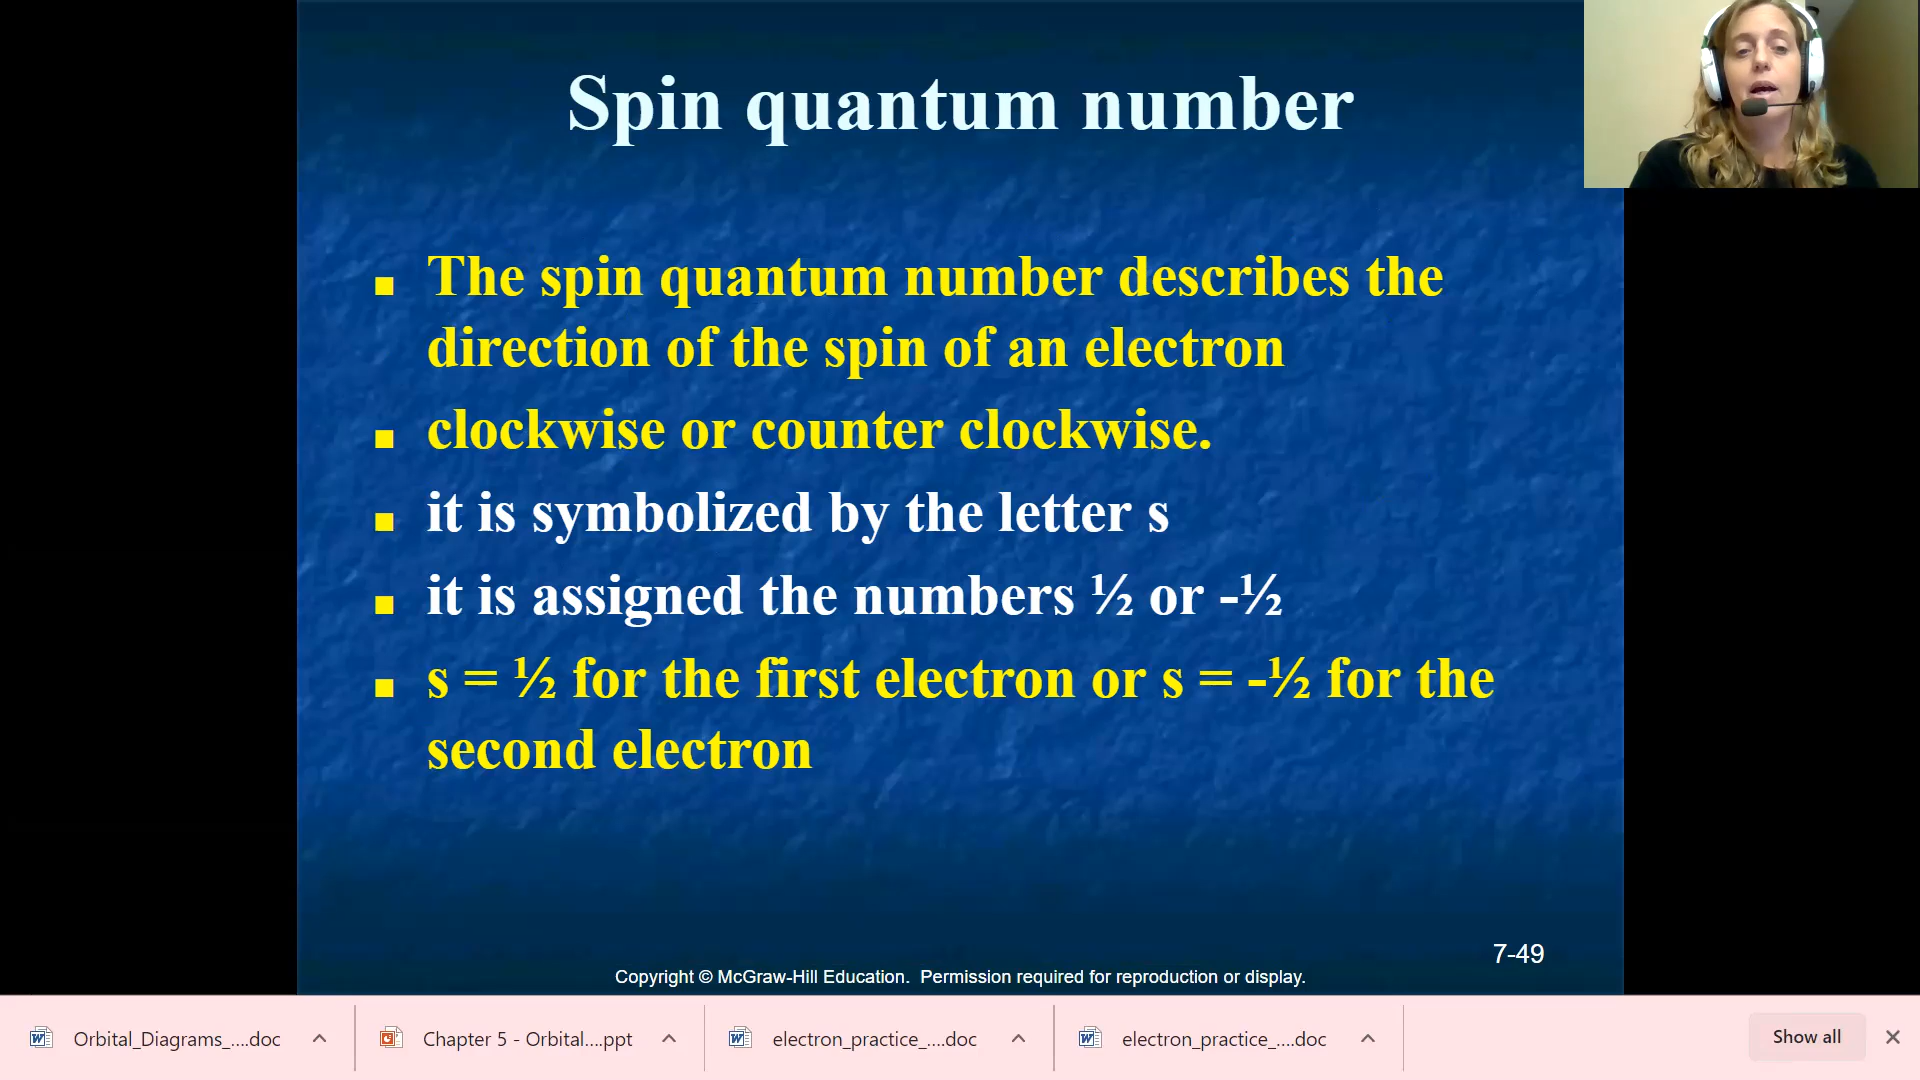 Spin quantum number
The spin quantum number describes the
direction of the spin of an electron
clockwise or counter clockwise.
it is symbolized by the letter s
it is assigned the numbers ½ or -½
s = ½ for the first electron or s = -½ for the
second electron
7-49
Copyright © McGraw-Hill Education. Permission required for reproduction or display.
Orbital_Diagrams_....doc
Chapter 5 - Orbital....ppt
electron_practice_....doc
electron_practice_....doc
Show all